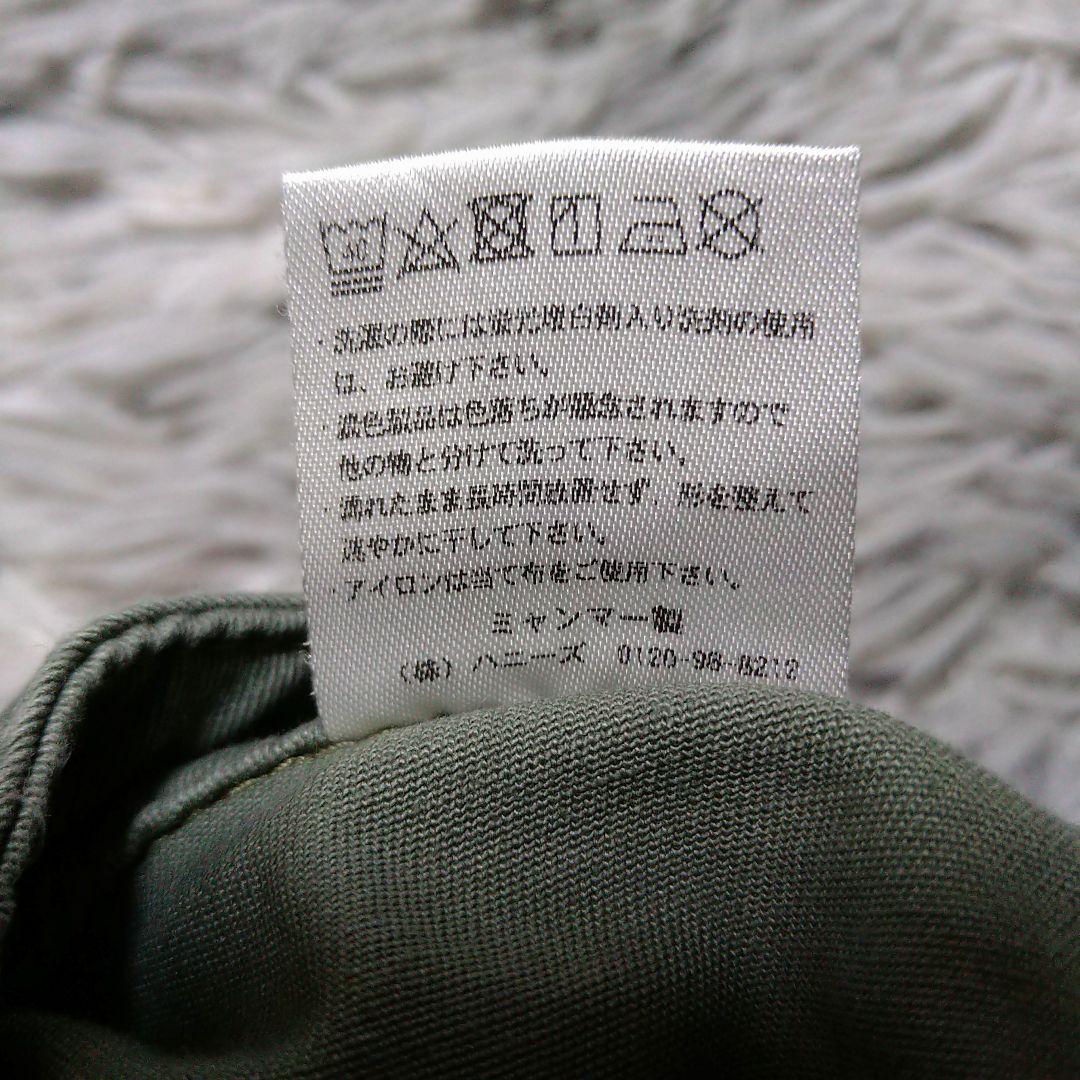 ・洗濯の際には蛍光増白剤入り洗剤の使用
は、お避け下さい。
・濃色製品は色落ちが懸念されますので
他の物と分けて洗って下さい。
・濡れたまま長時間放置せず、形を整えて
速やかに干して下さい。
・アイロンは当て布をご使用下さい。
ミャンマー製
（株）ハニーズ 0120-98-8212